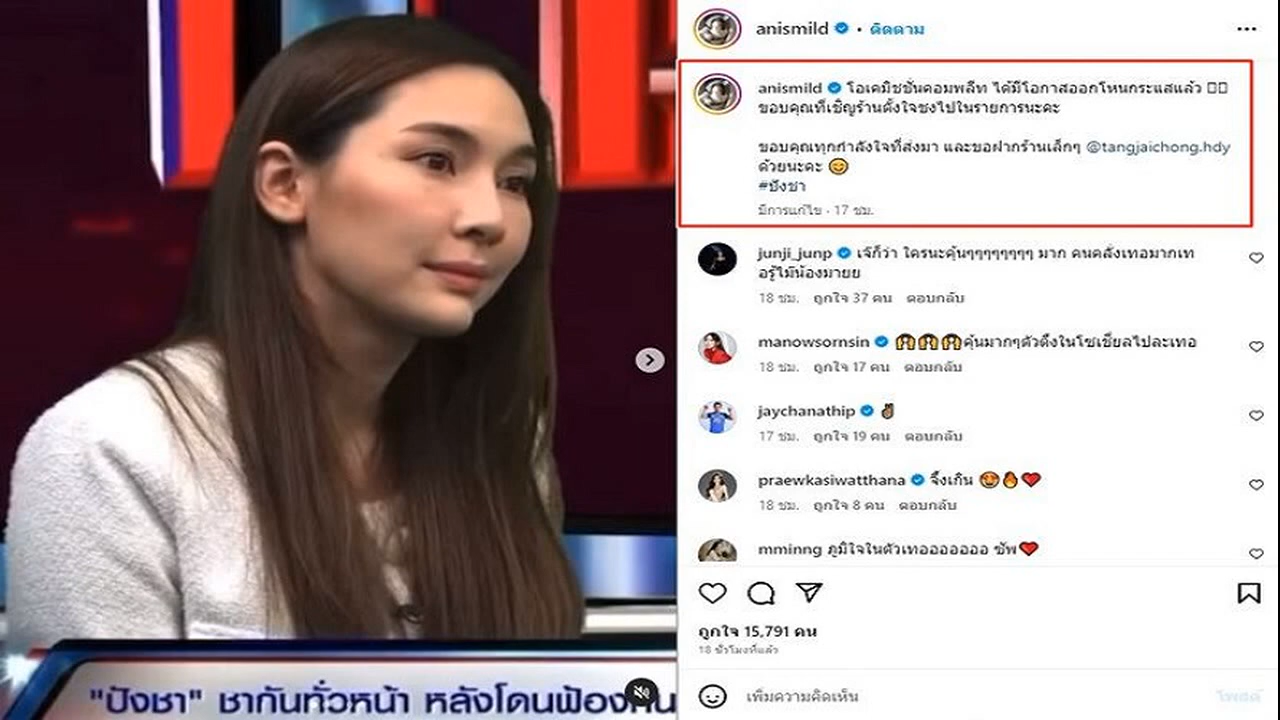 anismild • ติดตาม
anismild โอเคมิชชั่นคอมพลีท ได้มีโอกาสออกโหนกระแสแล้ว
ขอบคุณที่เชิญร้านตั้งใจชงไปในรายการนะคะ
ขอบคุณทุกกำลังใจที่ส่งมา และขอฝากร้านเล็กๆ @tangjaichong.hdy
ด้วยนะคะ 😊
#ปังชา
มีการแก้ไข · 17 ชม.
junji_junp เจ๊ก็ว่า ใครนะคุ้นๆๆๆๆๆๆๆๆ มาก คนคลั่งเทอมากเท
อรู้ไม้น้องมายย
18 ชม. ถูกใจ 37 คน ตอบกลับ
manowsornsin 😱😱😱คุ้นมากๆตัวตึงในโซเชี่ยลไปละเทอ
18 ชม. ถูกใจ 17 คน ตอบกลับ
jaychanathip ✌🏾
17 ชม. ถูกใจ 19 คน ตอบกลับ
praewkasiwatthana จึ้งเกิน 🤩🔥❤️
18 ชม. ถูกใจ 8 คน ตอบกลับ
mminng ภูมิใจในตัวเทออออออออ ซัพ❤️
ถูกใจ 15,791 คน
18 ชั่วโมงที่แล้ว
เพิ่มความคิดเห็น
โพสต์
"ปังชา" ชากันทั่วหน้า หลังโดนฟ้อง